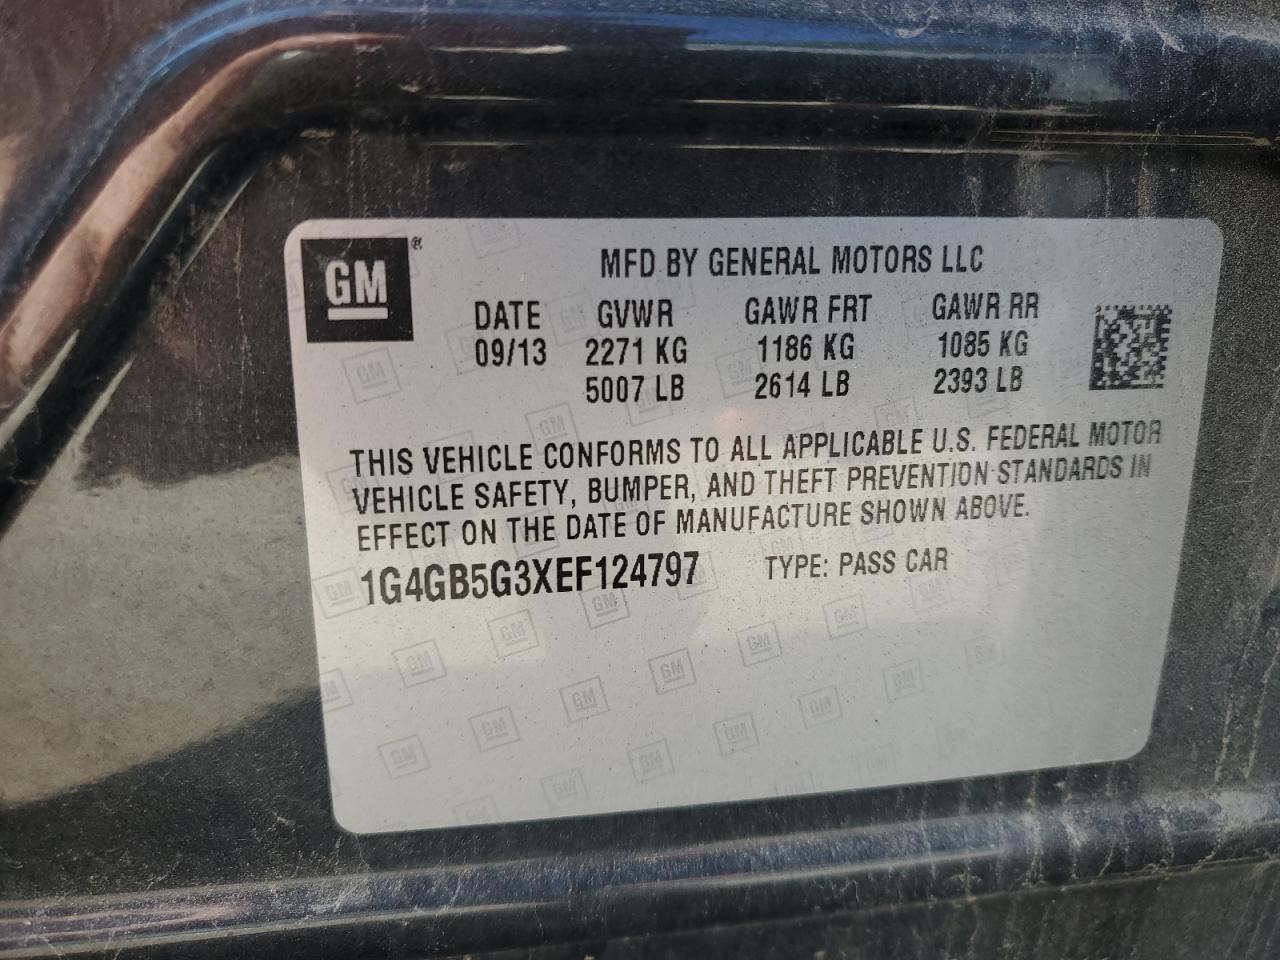 GM®
MFD BY GENERAL MOTORS LLC
DATE GVWR GAWR FRT GAWR RR
09/13 2271 KG 1186 KG 1085 KG
5007 LB 2614 LB 2393 LB
THIS VEHICLE CONFORMS TO ALL APPLICABLE U.S. FEDERAL MOTOR
VEHICLE SAFETY, BUMPER, AND THEFT PREVENTION STANDARDS IN
EFFECT ON THE DATE OF MANUFACTURE SHOWN ABOVE.
1G4GB5G3XEF124797 TYPE: PASS CAR